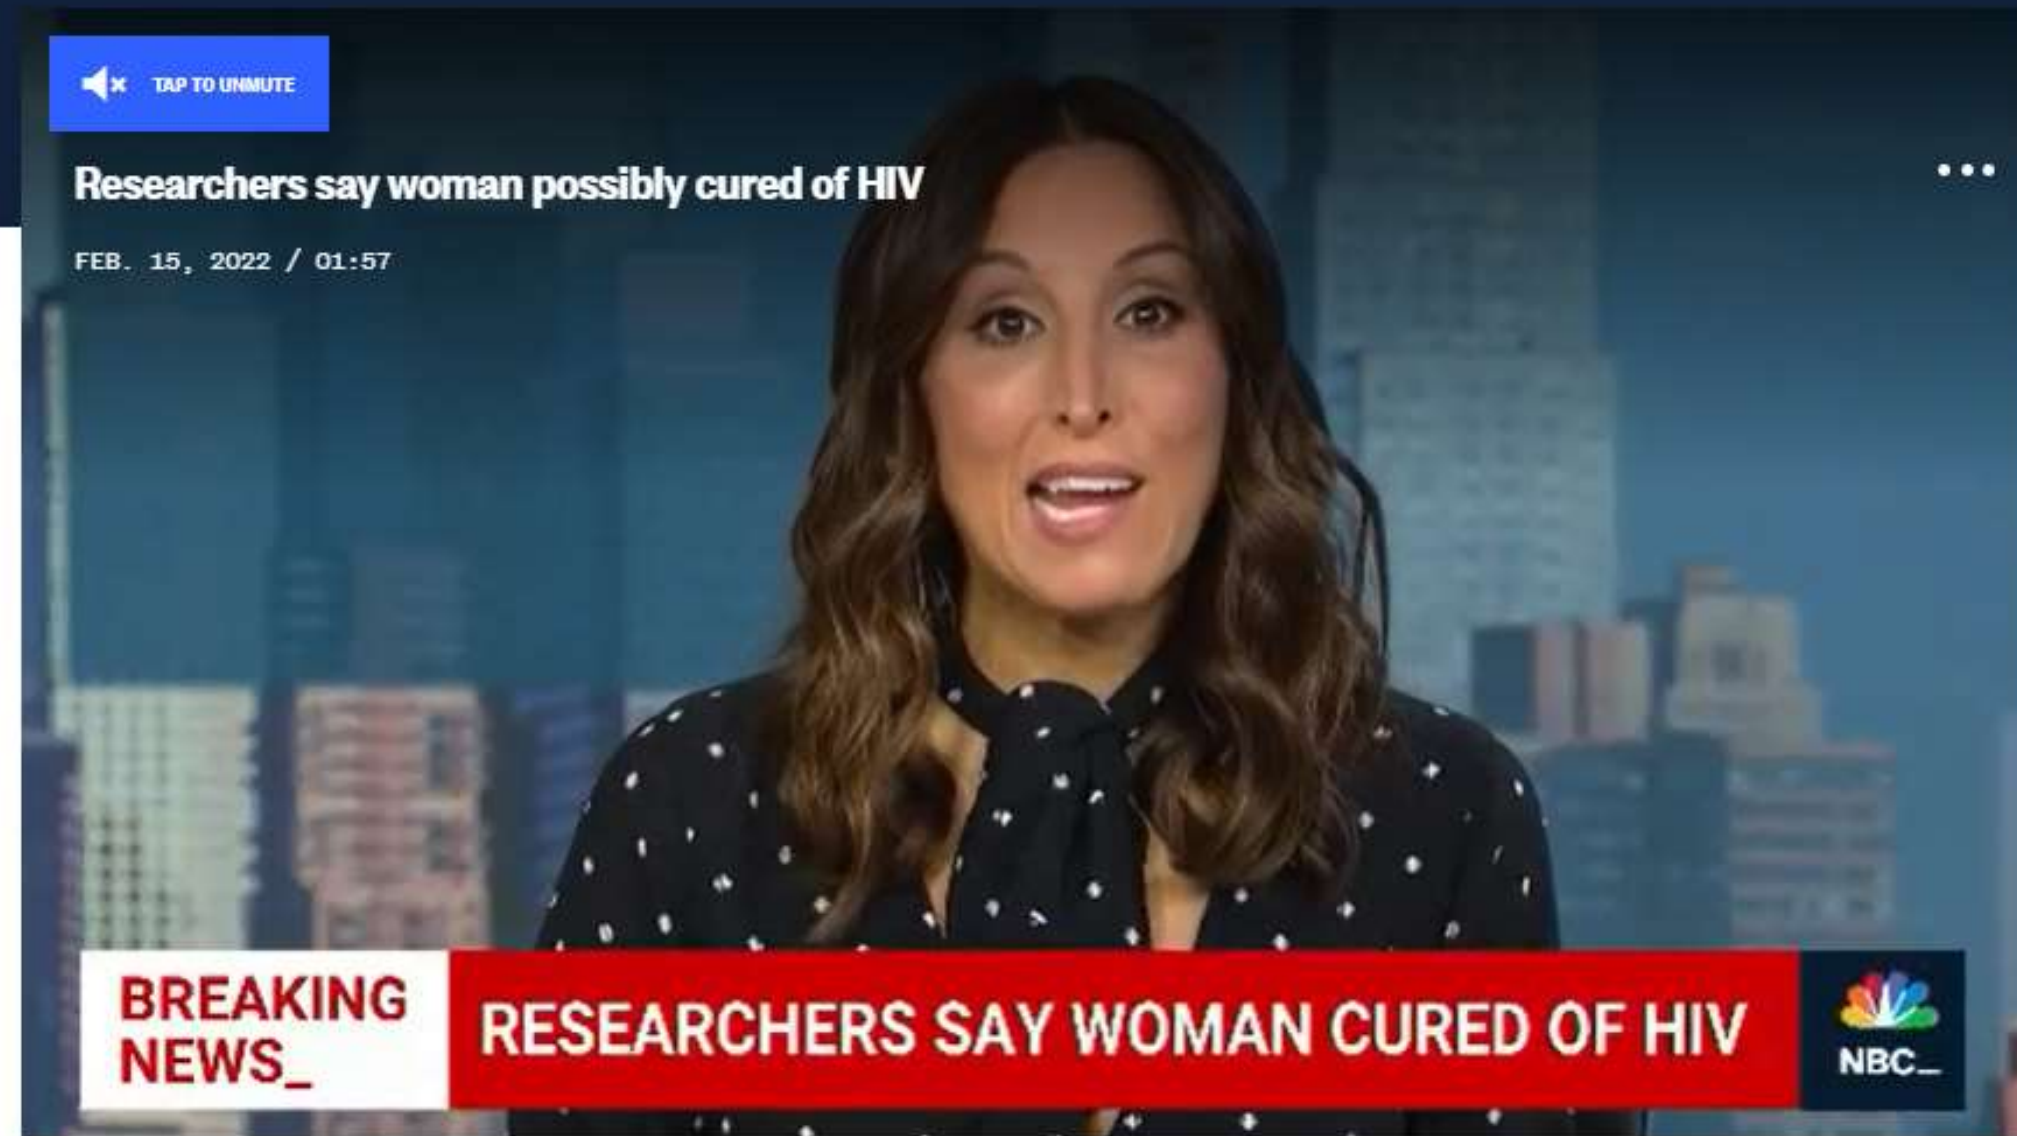 TAP TO UNMUTE
Researchers say woman possibly cured of HIV
FEB. 15, 2022 / 01:57
BREAKING
NEWS_
RESEARCHERS SAY WOMAN CURED OF HIV
NBC_